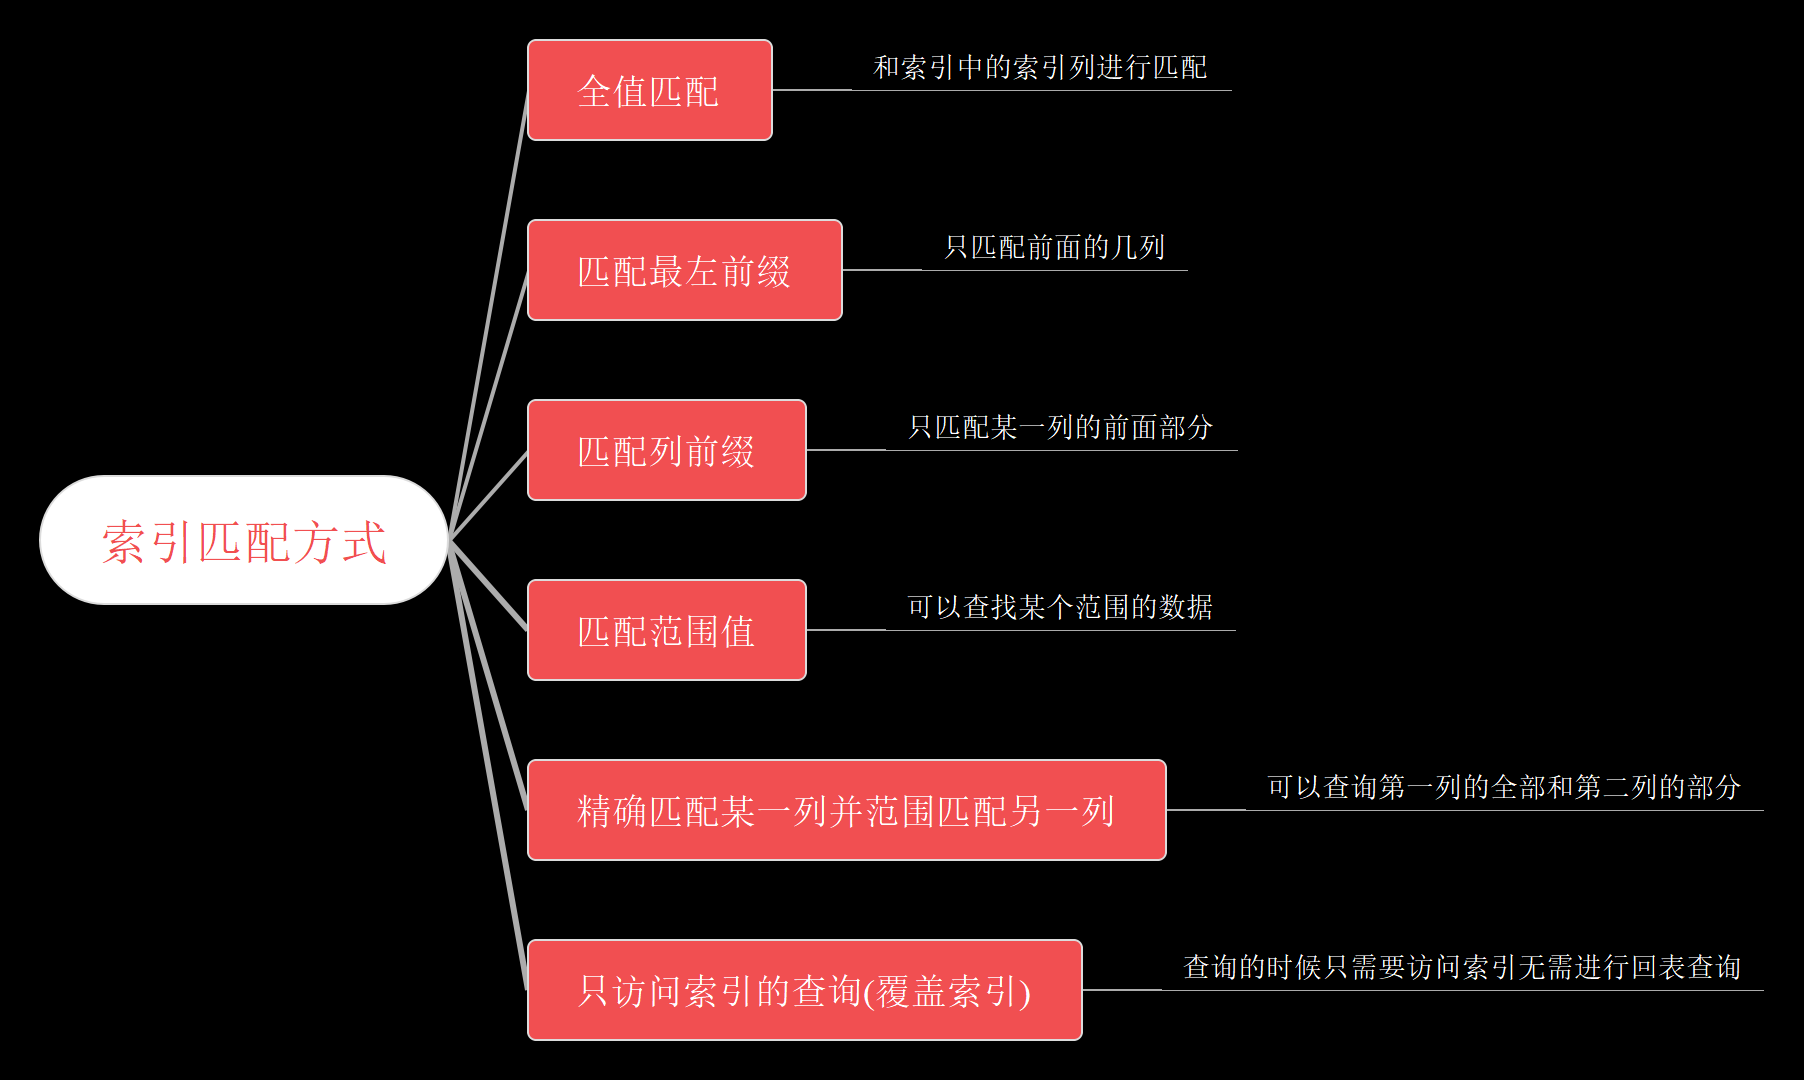 全值匹配
和索引中的索引列进行匹配
匹配最左前缀
只匹配前面的几列
匹配列前缀
只匹配某一列的前面部分
索引匹配方式
匹配范围值
可以查找某个范围的数据
精确匹配某一列并范围匹配另一列
可以查询第一列的全部和第二列的部分
只访问索引的查询(覆盖索引)
查询的时候只需要访问索引无需进行回表查询